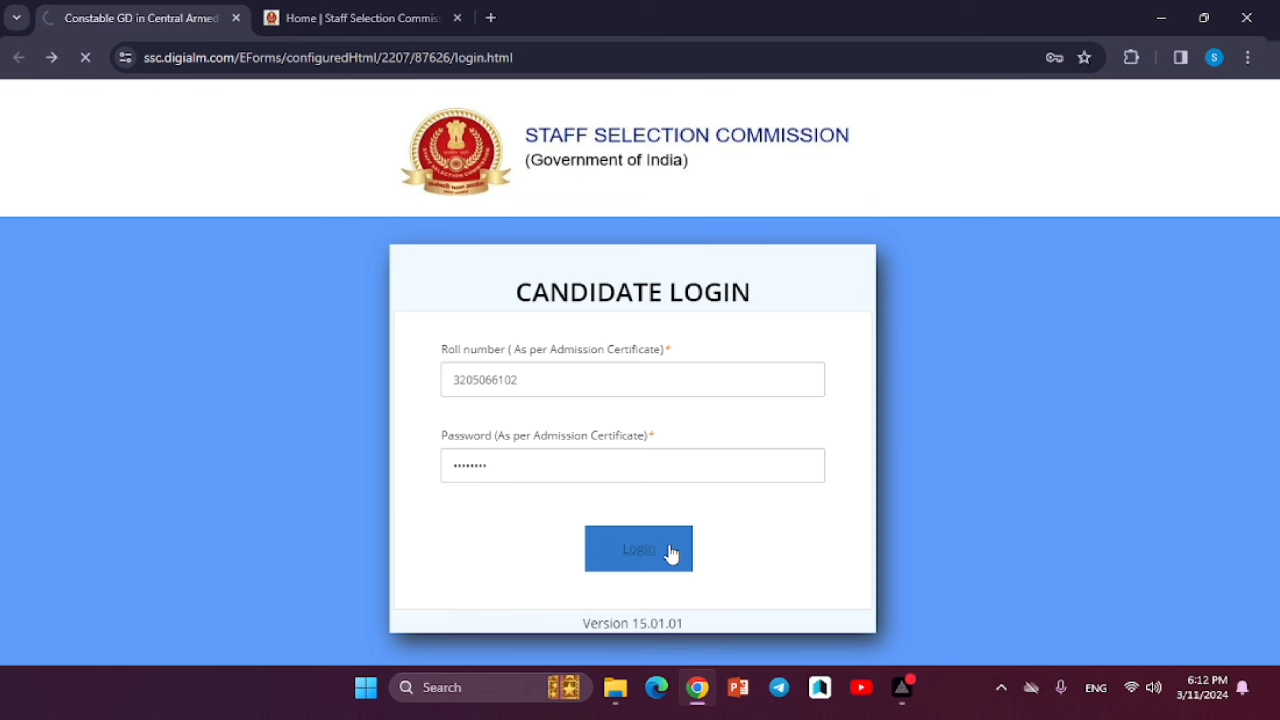 Constable GD in Central Armed
Home | Staff Selection Commis
ssc.digialm.com/EForms/configuredHtml/2207/87626/login.html
S
STAFF SELECTION COMMISSION
(Government of India)
CANDIDATE LOGIN
Roll number ( As per Admission Certificate)*
3205066102
Password (As per Admission Certificate)*
••••••••
Login
Version 15.01.01
Search
ENG
6:12 PM
3/11/2024